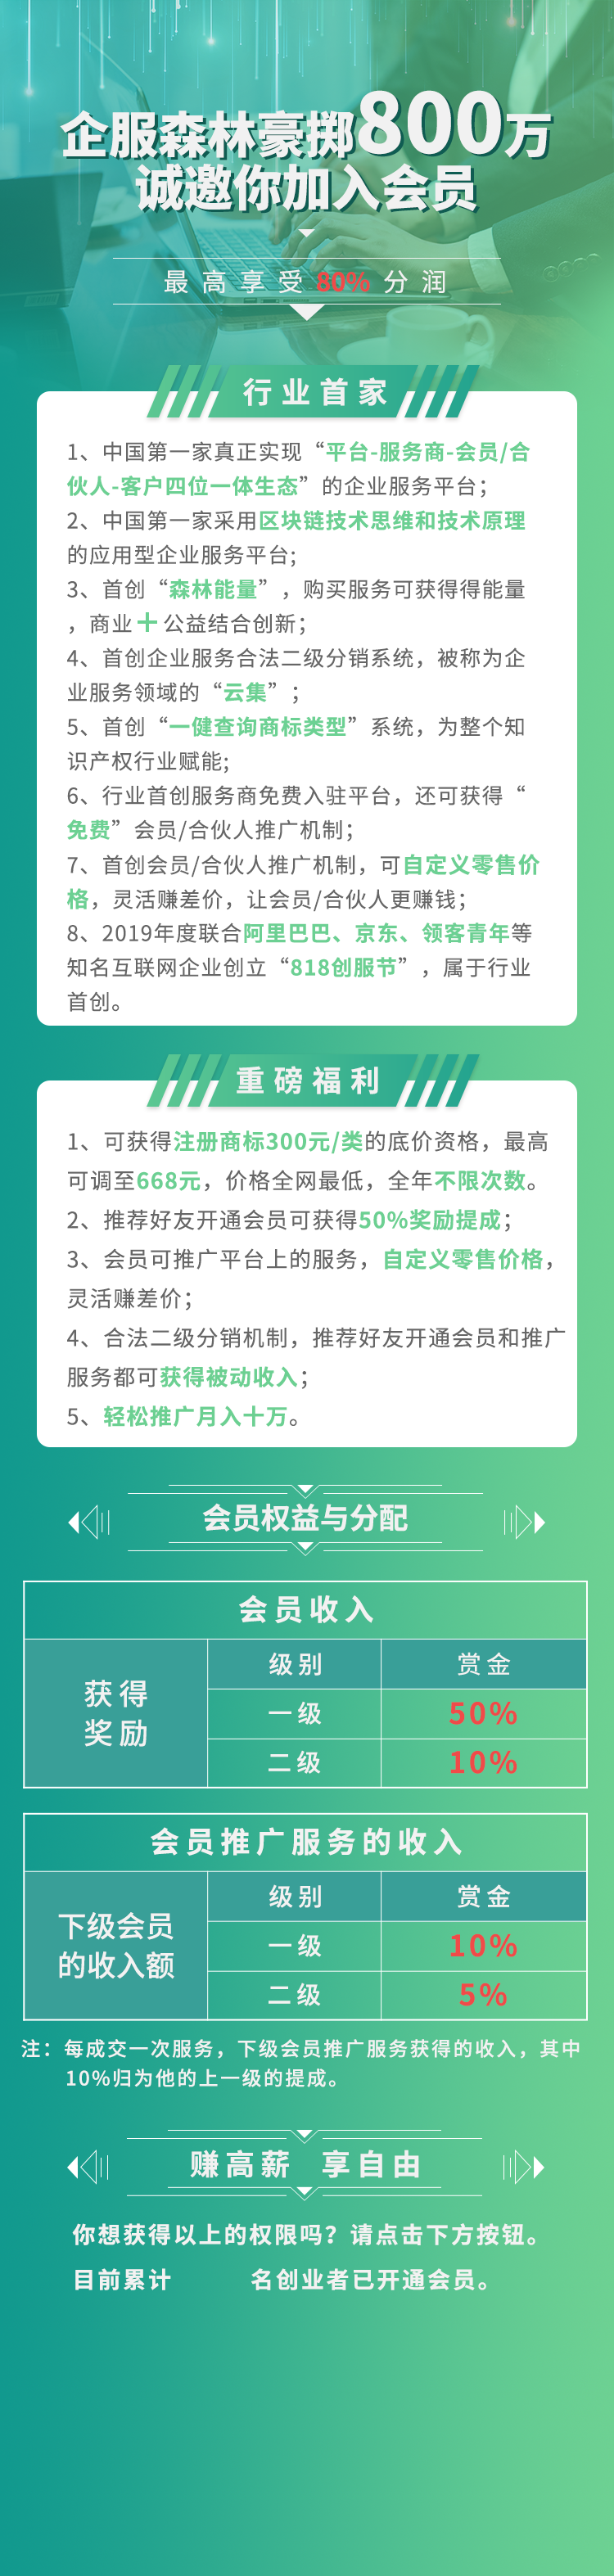 企服森林豪掷800万
诚邀你加入会员
最高享受80%分润
行业首家
1、中国第一家真正实现“平台-服务商-会员/合
伙人-客户四位一体生态”的企业服务平台；
2、中国第一家采用区块链技术思维和技术原理
的应用型企业服务平台;
3、首创“森林能量”，购买服务可获得得能量
，商业＋公益结合创新；
4、首创企业服务合法二级分销系统，被称为企
业服务领域的“云集”；
5、首创“一健查询商标类型”系统，为整个知
识产权行业赋能;
6、行业首创服务商免费入驻平台，还可获得“
免费”会员/合伙人推广机制；
7、首创会员/合伙人推广机制，可自定义零售价
格，灵活赚差价，让会员/合伙人更赚钱；
8、2019年度联合阿里巴巴、京东、领客青年等
知名互联网企业创立“818创服节”，属于行业
首创。
重磅福利
1、可获得注册商标300元/类的底价资格，最高
可调至668元，价格全网最低，全年不限次数。
2、推荐好友开通会员可获得50%奖励提成；
3、会员可推广平台上的服务，自定义零售价格，
灵活赚差价；
4、合法二级分销机制，推荐好友开通会员和推广
服务都可获得被动收入；
5、轻松推广月入十万。
会员权益与分配
会员收入
获得
奖励
级别 赏金
一级 50%
二级 10%
会员推广服务的收入
下级会员
的收入额
级别 赏金
一级 10%
二级 5%
注：每成交一次服务，下级会员推广服务获得的收入，其中
10%归为他的上一级的提成。
赚高薪 享自由
你想获得以上的权限吗？请点击下方按钮。
目前累计 名创业者已开通会员。